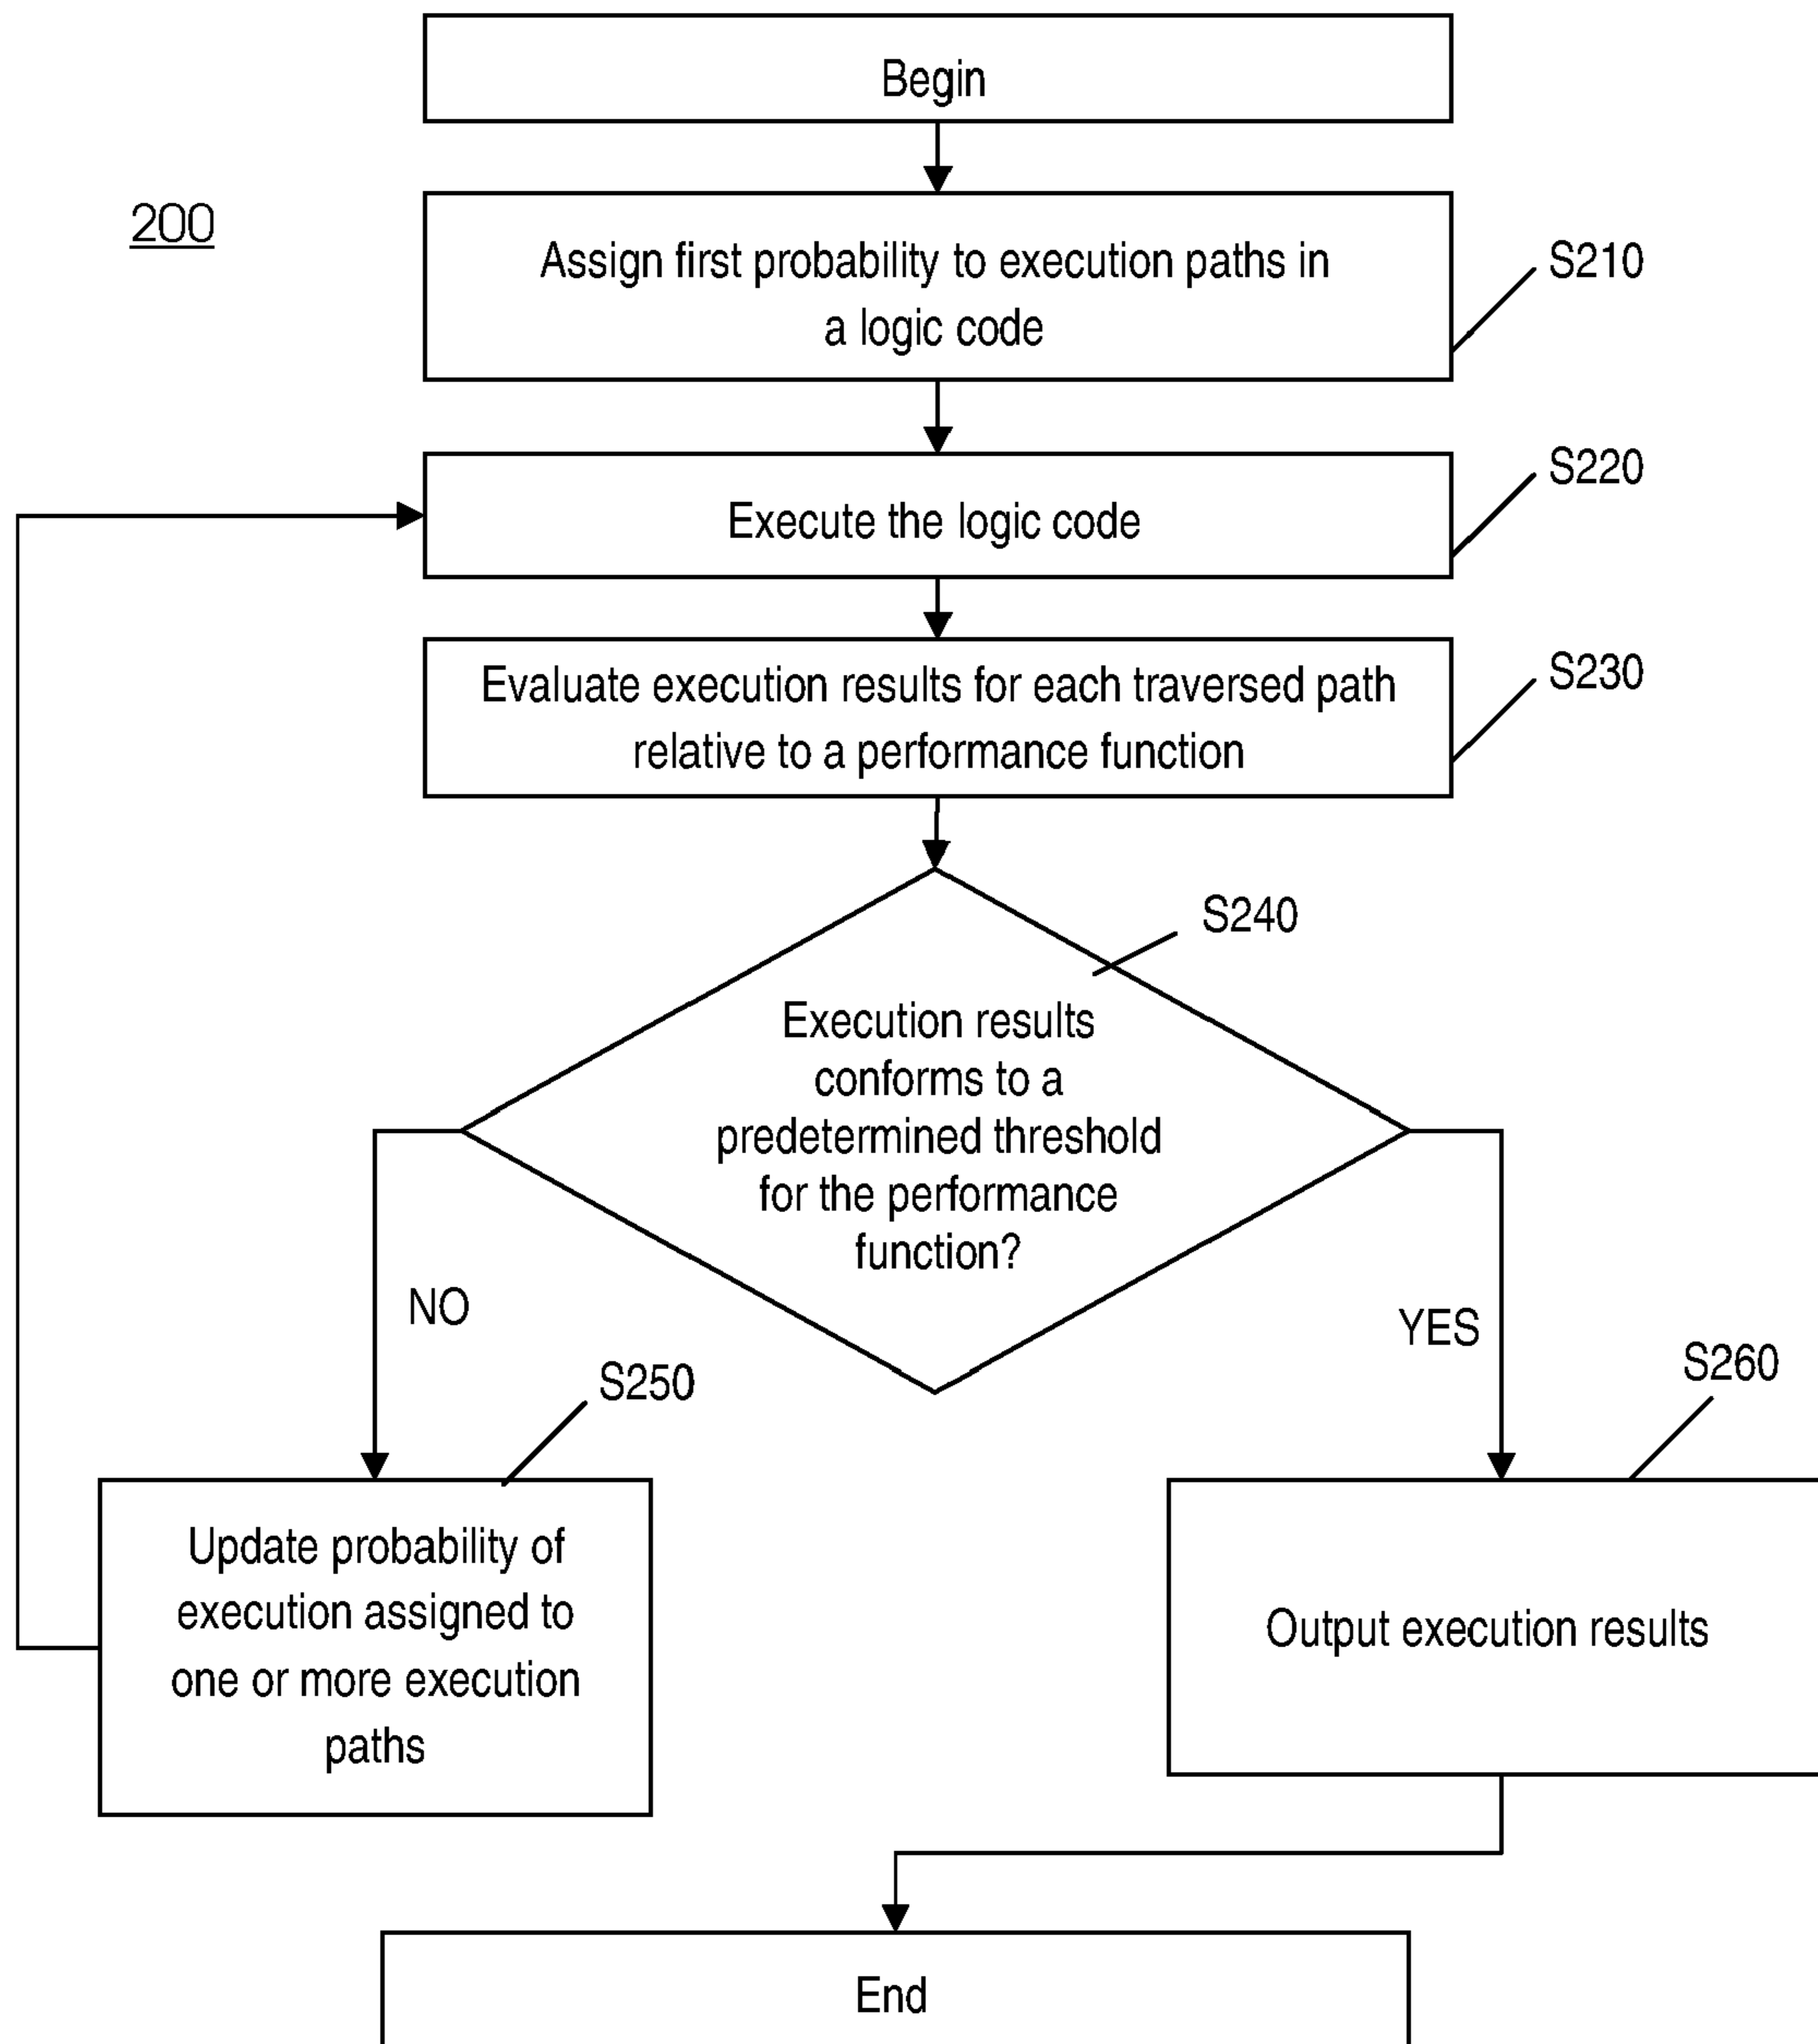 Begin
200
Assign first probability to execution paths in
a logic code
S210
Execute the logic code
S220
Evaluate execution results for each traversed path
relative to a performance function
S230
S240
Execution results
conforms to a
predetermined threshold
for the performance
function?
NO
YES
S250
S260
Update probability of
execution assigned to
one or more execution
paths
Output execution results
End